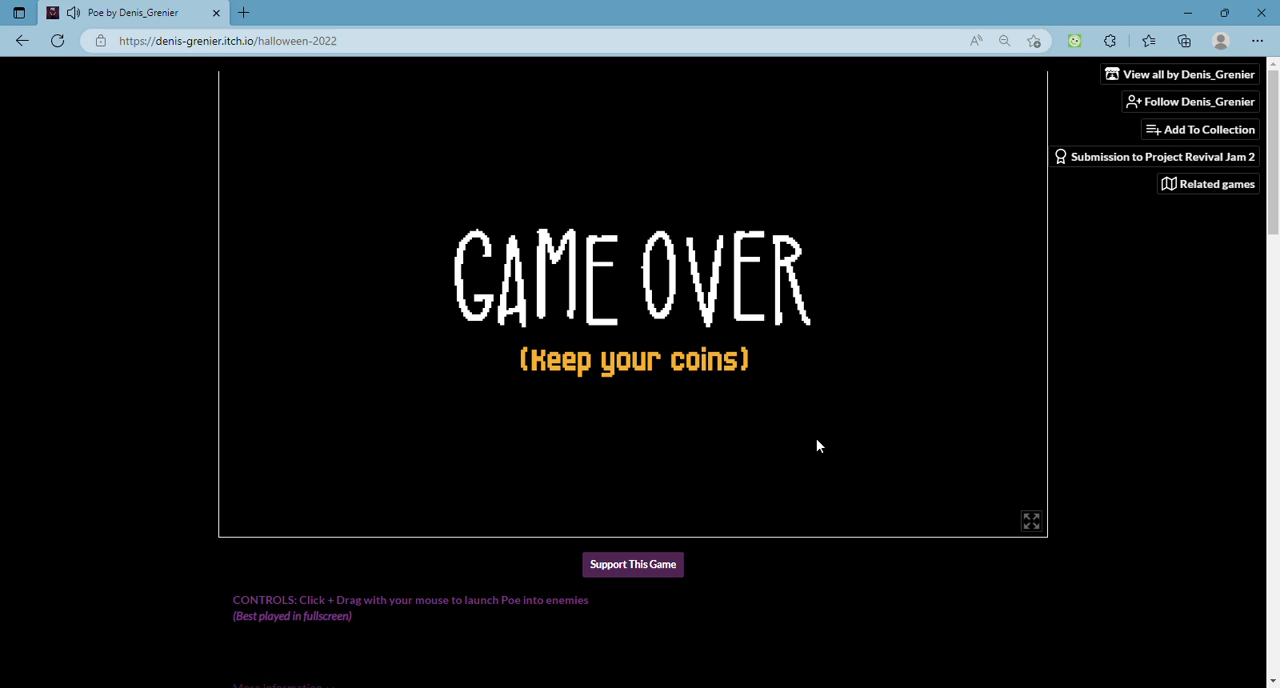 Poe by Denis_Grenier
https://denis-grenier.itch.io/halloween-2022
View all by Denis_Grenier
Follow Denis_Grenier
Add To Collection
Submission to Project Revival Jam 2
Related games
GAME OVER
(Keep your coins)
Support This Game
CONTROLS: Click + Drag with your mouse to launch Poe into enemies
(Best played in fullscreen)
More information